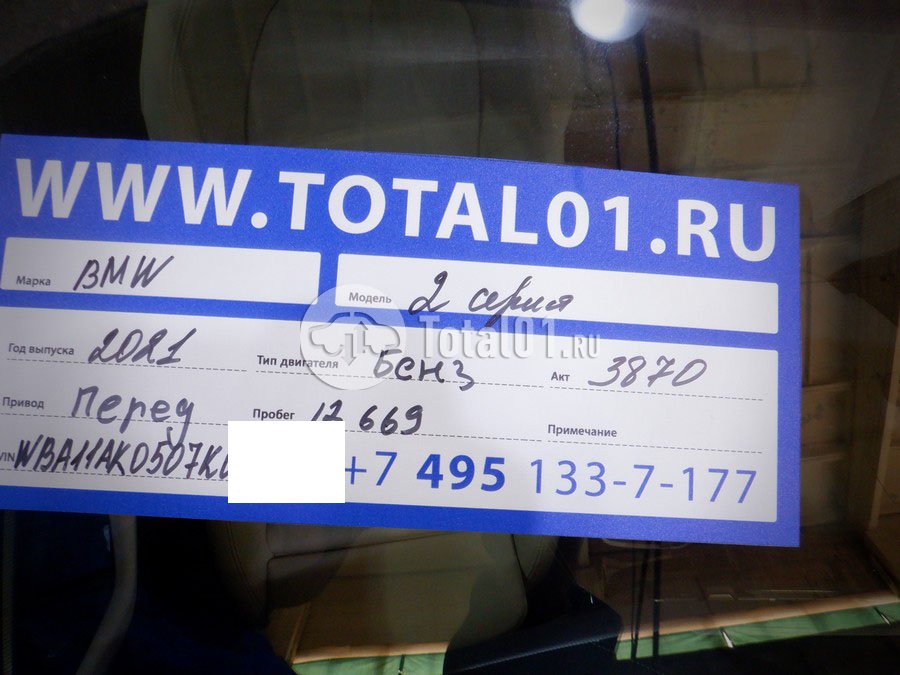 WWW.TOTAL01.RU
Марка BMW Модель 2 серия
Total01.RU
Год выпуска 2021 Тип двигателя Бенз Акт 3870
Привод Перед Пробег 12 669 Примечание
VIN WBA11AK0507K +7 495 133-7-177